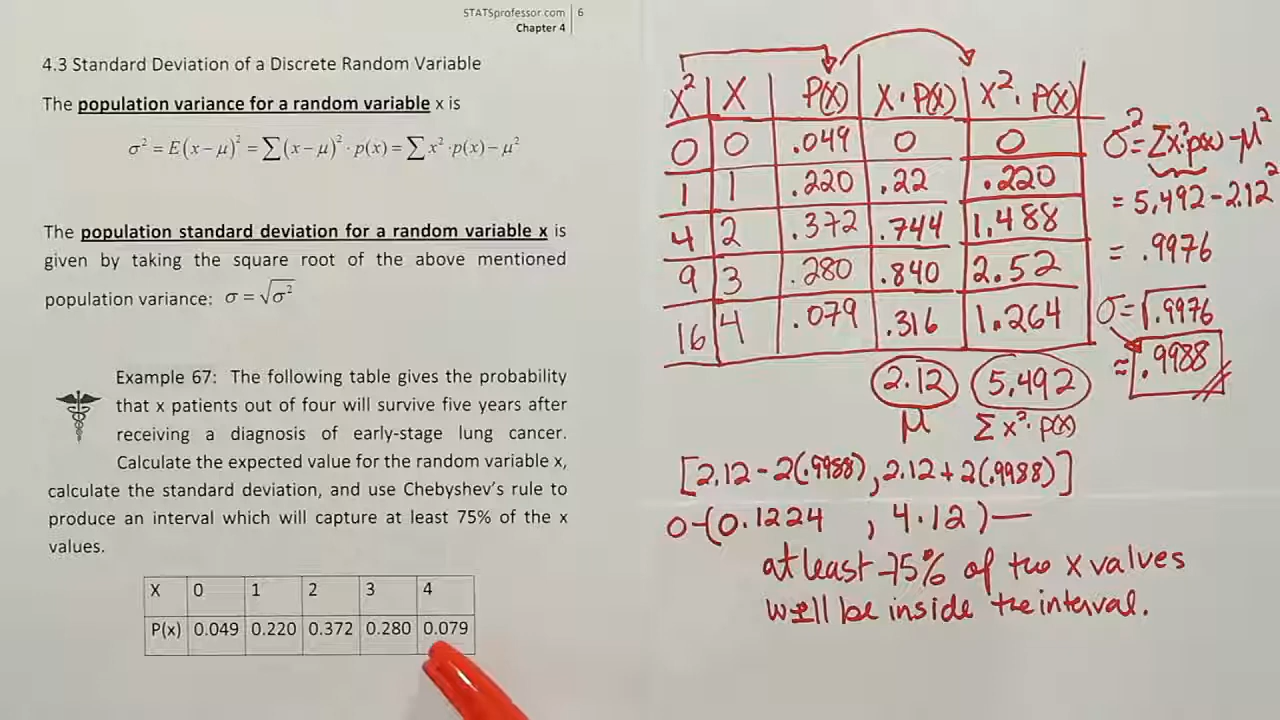 STATSprofessor.com | 6
Chapter 4
4.3 Standard Deviation of a Discrete Random Variable
The population variance for a random variable x is
σ² = E(x−μ)² = ∑(x−μ)²·p(x) = ∑x²·p(x)−μ²
The population standard deviation for a random variable x is
given by taking the square root of the above mentioned
population variance: σ = √σ²
Example 67: The following table gives the probability
that x patients out of four will survive five years after
receiving a diagnosis of early-stage lung cancer.
Calculate the expected value for the random variable x,
calculate the standard deviation, and use Chebyshev's rule to
produce an interval which will capture at least 75% of the x
values.
X 0 1 2 3 4
P(x) 0.049 0.220 0.372 0.280 0.079
X² X P(x) X·P(x) X²·P(x)
0 0 .049 0 0
1 1 .220 .22 .220
4 2 .372 .744 1.488
9 3 .280 .840 2.52
16 4 .079 .316 1.264
2.12 5.492
μ Σx²·p(x)
σ² = Σx²p(x) − μ²
= 5.492 − 2.12²
= .9976
σ = √.9976
≈ .9988
[2.12 − 2(.9988), 2.12 + 2(.9988)]
0-(0.1224 , 4.12)—
at least 75% of the x values
will be inside the interval.